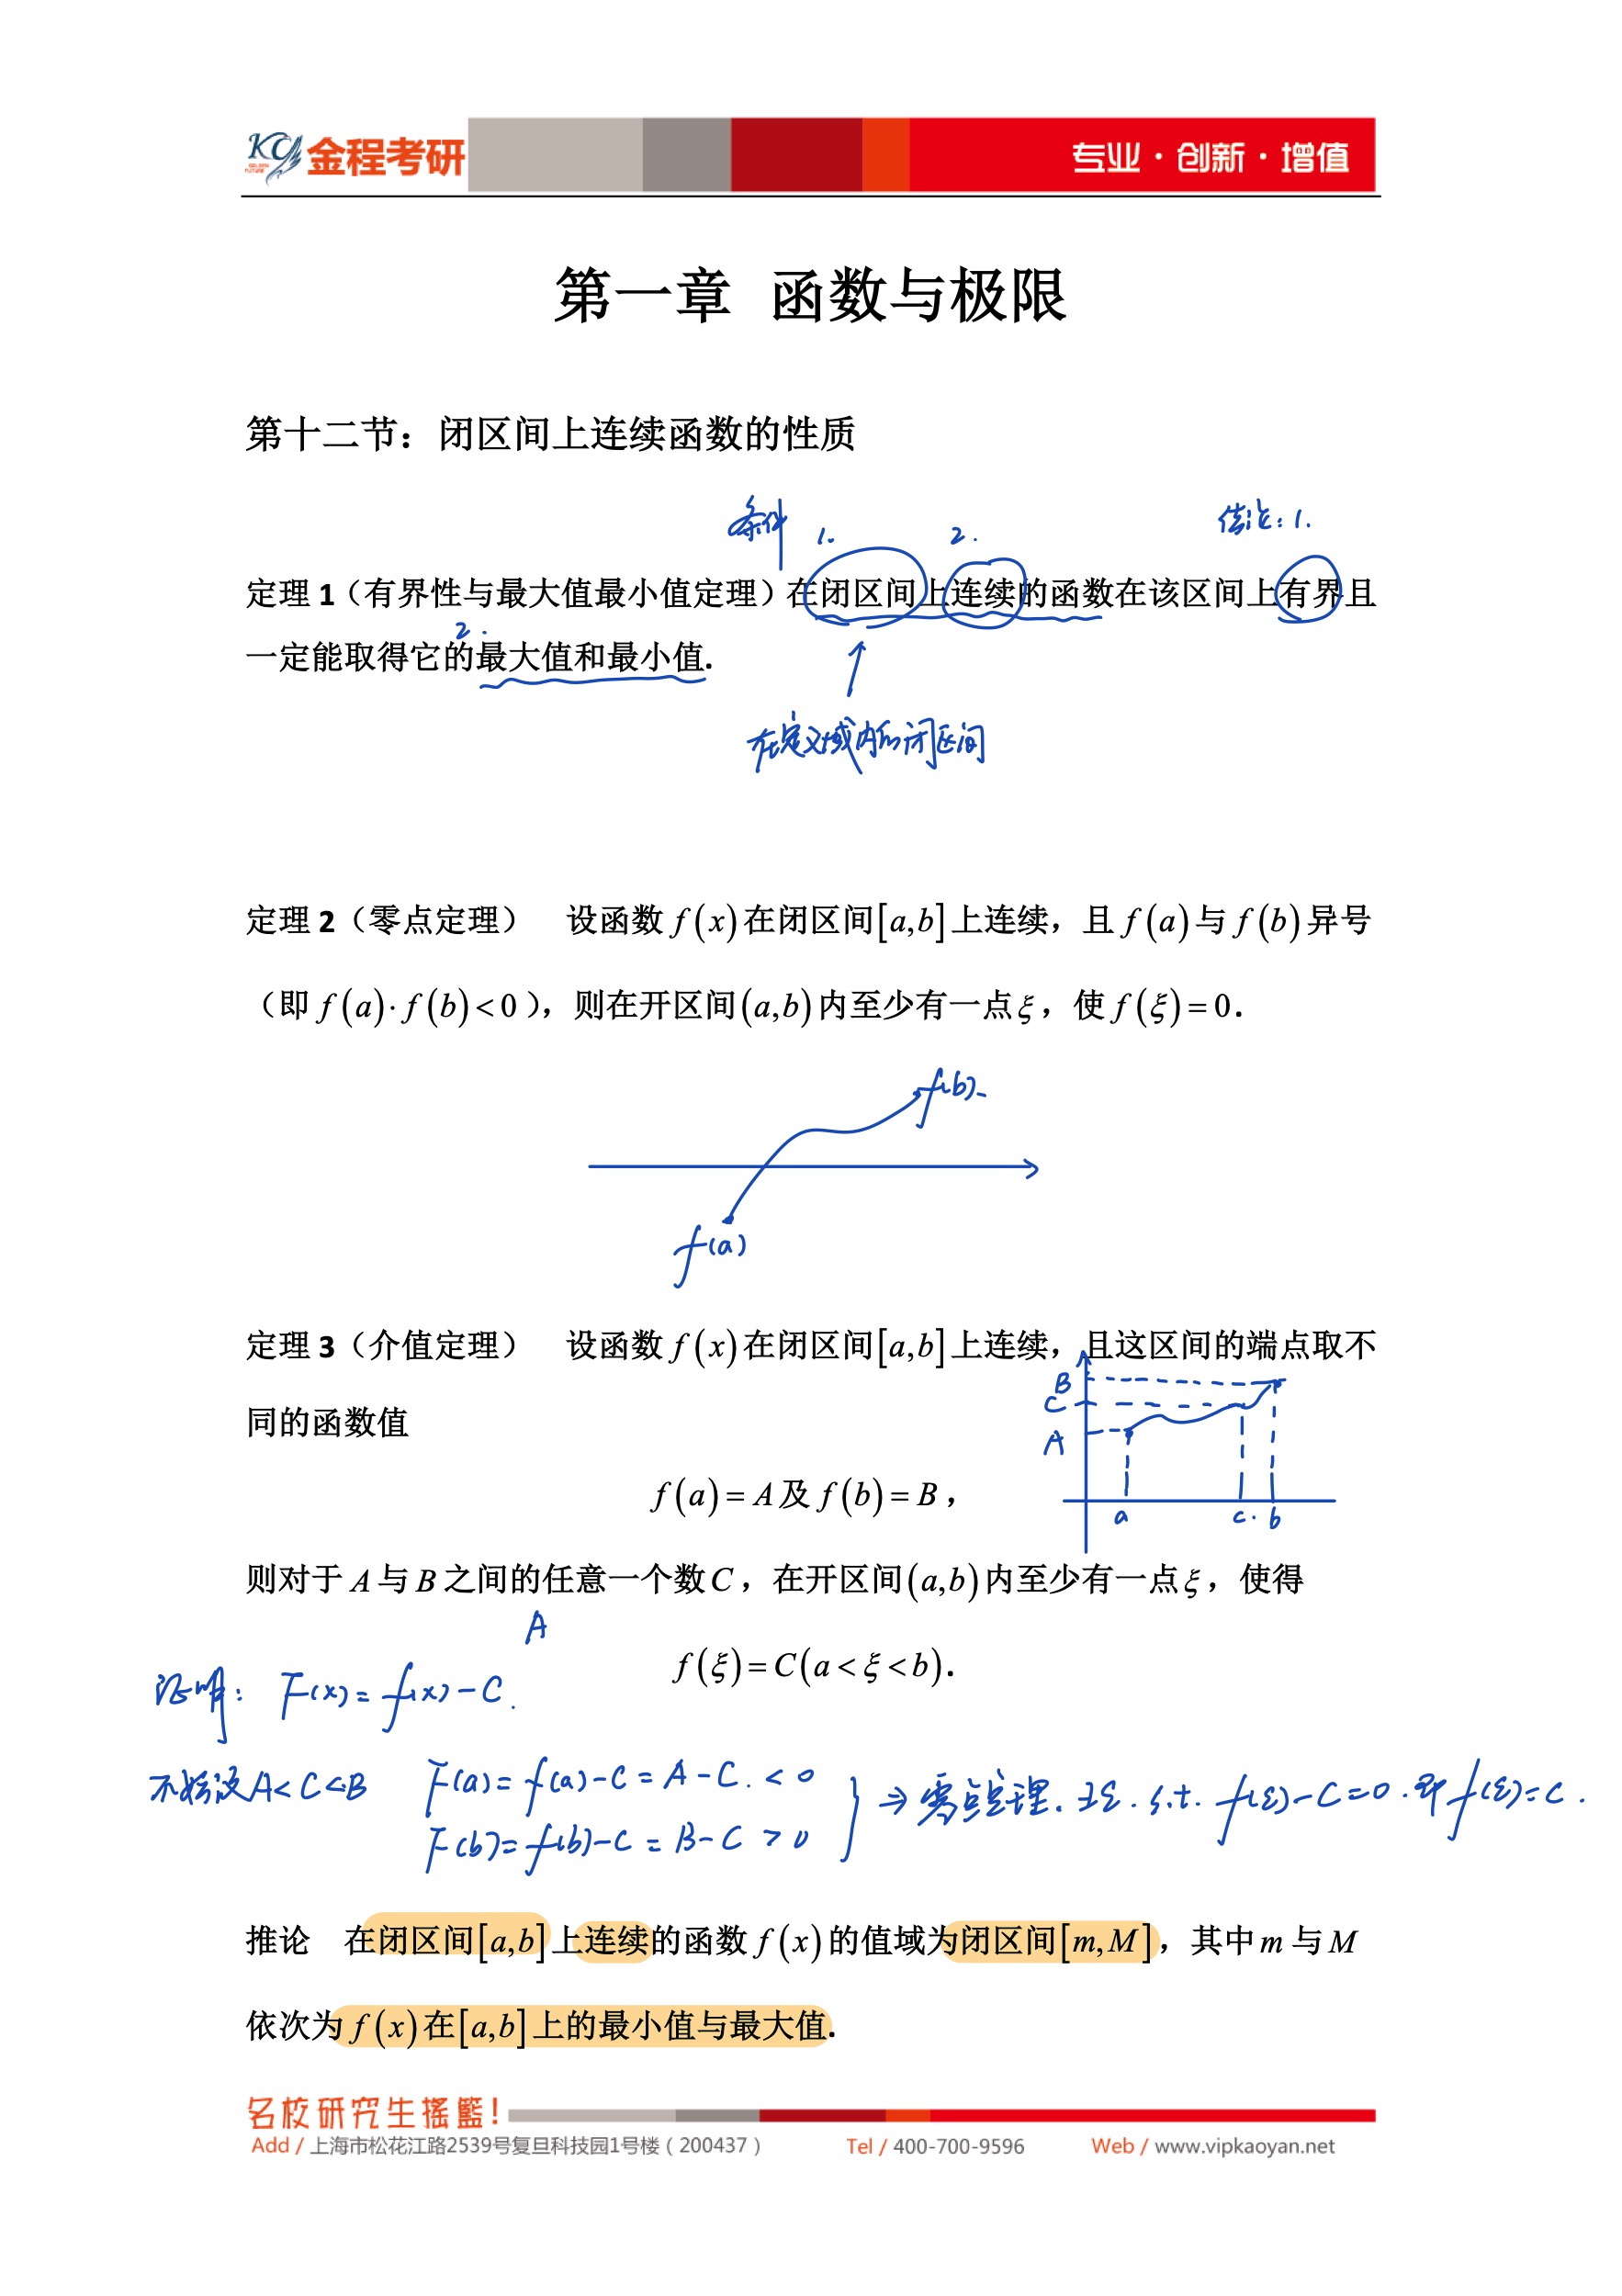 KC 金程考研
GOLDEN FUTURE
专业·创新·增值
第一章 函数与极限
第十二节：闭区间上连续函数的性质
条件 1. 2. 结论：1.
定理 1（有界性与最大值最小值定理）在闭区间上连续的函数在该区间上有界且
2.
一定能取得它的最大值和最小值.
在定义域内的闭区间
定理 2（零点定理） 设函数 f(x) 在闭区间[a,b]上连续，且 f(a) 与 f(b) 异号
（即 f(a)·f(b)<0），则在开区间(a,b)内至少有一点ξ，使 f(ξ)=0.
f(b)
f(a)
定理 3（介值定理） 设函数 f(x) 在闭区间[a,b]上连续，且这区间的端点取不
同的函数值
B
C
A
a c. b
f(a)=A及 f(b)=B，
则对于 A 与 B 之间的任意一个数C，在开区间(a,b)内至少有一点ξ，使得
A
f(ξ)=C(a<ξ<b).
证明： F(x)=f(x)-C.
不妨设A<C<B F(a)=f(a)-C=A-C.<0
F(b)=f(b)-C=B-C>0
⇒零点定理. ∃ξ. s.t. f(ξ)-C=0.即f(ξ)=C.
推论 在闭区间[a,b]上连续的函数 f(x) 的值域为闭区间[m,M]，其中 m 与 M
依次为 f(x) 在[a,b]上的最小值与最大值.
名校研究生摇篮！
Add / 上海市松花江路2539号复旦科技园1号楼（200437） Tel / 400-700-9596 Web / www.vipkaoyan.net